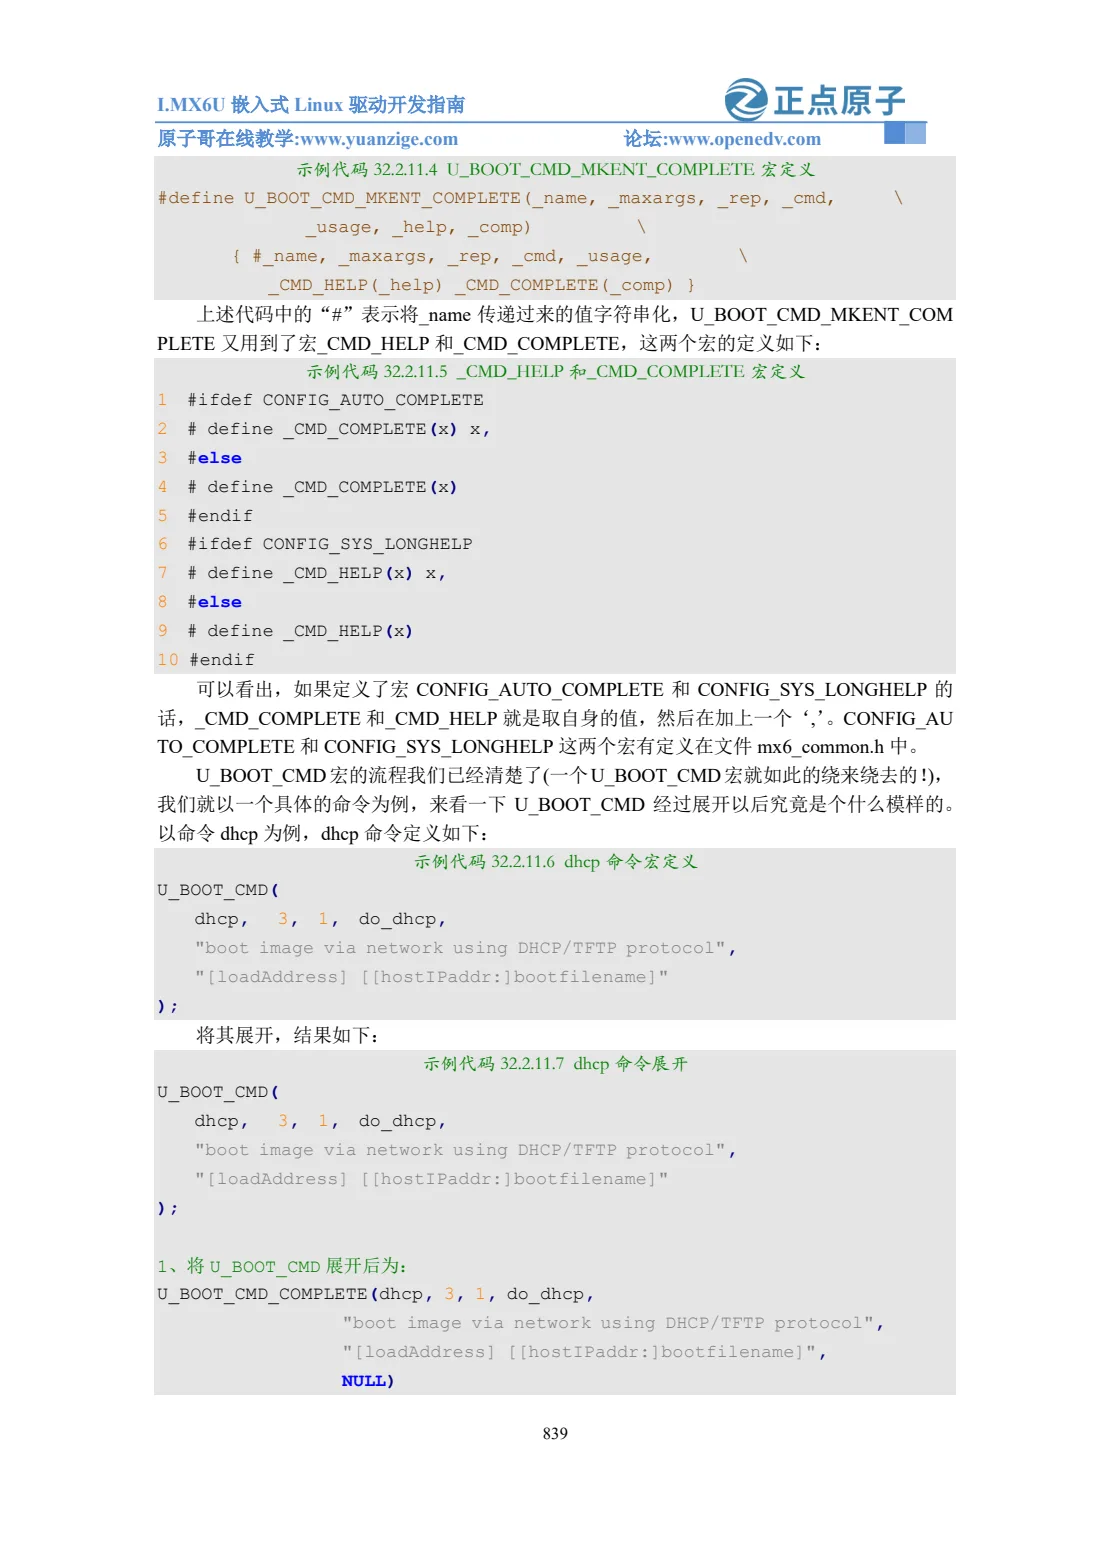 I.MX6U 嵌入式 Linux 驱动开发指南
正点原子
原子哥在线教学:www.yuanzige.com 论坛:www.openedv.com
示例代码 32.2.11.4 U_BOOT_CMD_MKENT_COMPLETE 宏定义
#define U_BOOT_CMD_MKENT_COMPLETE(_name, _maxargs, _rep, _cmd, \
_usage, _help, _comp) \
{ #_name, _maxargs, _rep, _cmd, _usage, \
_CMD_HELP(_help) _CMD_COMPLETE(_comp) }
上述代码中的“#”表示将_name 传递过来的值字符串化，U_BOOT_CMD_MKENT_COM
PLETE 又用到了宏_CMD_HELP 和_CMD_COMPLETE，这两个宏的定义如下：
示例代码 32.2.11.5 _CMD_HELP 和_CMD_COMPLETE 宏定义
1 #ifdef CONFIG_AUTO_COMPLETE
2 # define _CMD_COMPLETE(x) x,
3 #else
4 # define _CMD_COMPLETE(x)
5 #endif
6 #ifdef CONFIG_SYS_LONGHELP
7 # define _CMD_HELP(x) x,
8 #else
9 # define _CMD_HELP(x)
10 #endif
可以看出，如果定义了宏 CONFIG_AUTO_COMPLETE 和 CONFIG_SYS_LONGHELP 的
话，_CMD_COMPLETE 和_CMD_HELP 就是取自身的值，然后在加上一个‘,’。CONFIG_AU
TO_COMPLETE 和 CONFIG_SYS_LONGHELP 这两个宏有定义在文件 mx6_common.h 中。
U_BOOT_CMD 宏的流程我们已经清楚了(一个 U_BOOT_CMD 宏就如此的绕来绕去的！)，
我们就以一个具体的命令为例，来看一下 U_BOOT_CMD 经过展开以后究竟是个什么模样的。
以命令 dhcp 为例，dhcp 命令定义如下：
示例代码 32.2.11.6 dhcp 命令宏定义
U_BOOT_CMD(
dhcp, 3, 1, do_dhcp,
"boot image via network using DHCP/TFTP protocol",
"[loadAddress] [[hostIPaddr:]bootfilename]"
);
将其展开，结果如下：
示例代码 32.2.11.7 dhcp 命令展开
U_BOOT_CMD(
dhcp, 3, 1, do_dhcp,
"boot image via network using DHCP/TFTP protocol",
"[loadAddress] [[hostIPaddr:]bootfilename]"
);
1、将 U_BOOT_CMD 展开后为：
U_BOOT_CMD_COMPLETE(dhcp, 3, 1, do_dhcp,
"boot image via network using DHCP/TFTP protocol",
"[loadAddress] [[hostIPaddr:]bootfilename]",
NULL)
839